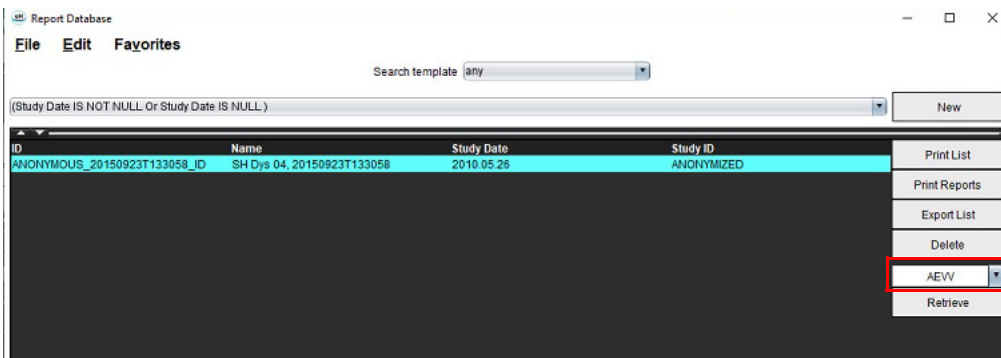 SH Report Database
File Edit Favorites
Search template any
(Study Date IS NOT NULL Or Study Date IS NULL )
New
ID Name Study Date Study ID
ANONYMOUS_20150923T133058_ID SH Dys 04, 20150923T133058 2010.05.26 ANONYMIZED
Print List
Print Reports
Export List
Delete
AEVV
Retrieve